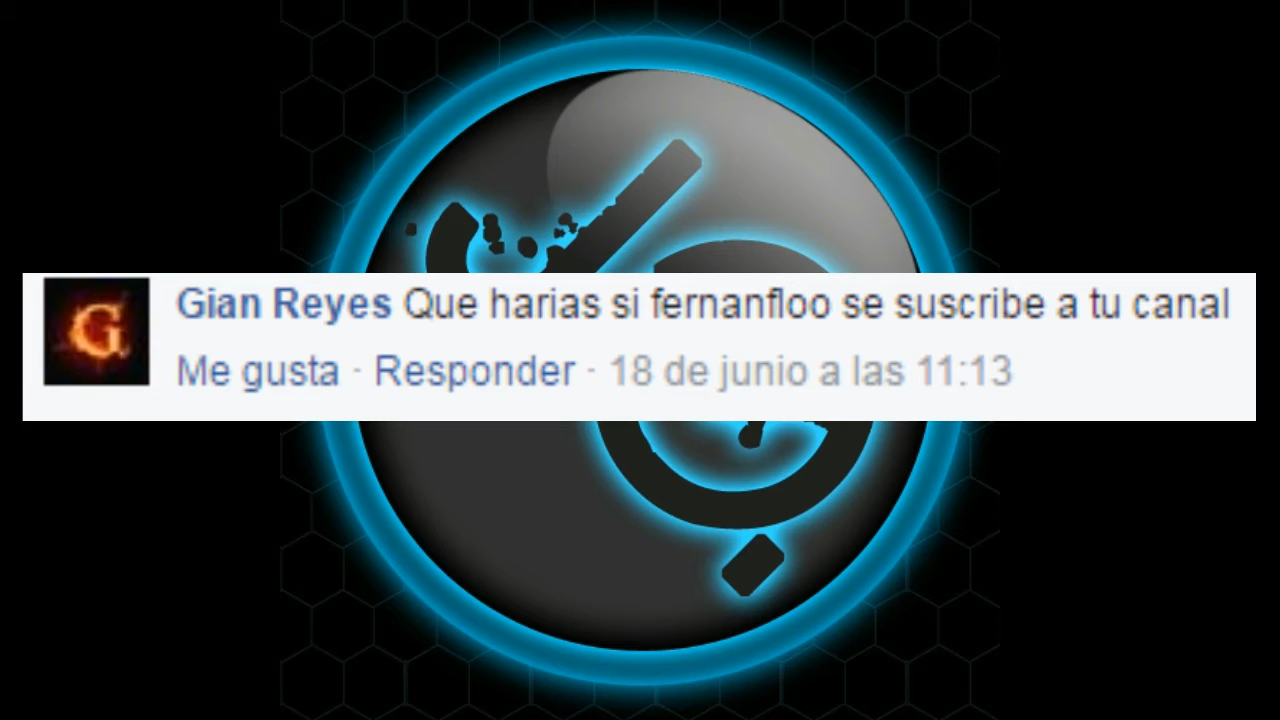 Gian Reyes Que harias si fernanfloo se suscribe a tu canal
Me gusta · Responder · 18 de junio a las 11:13